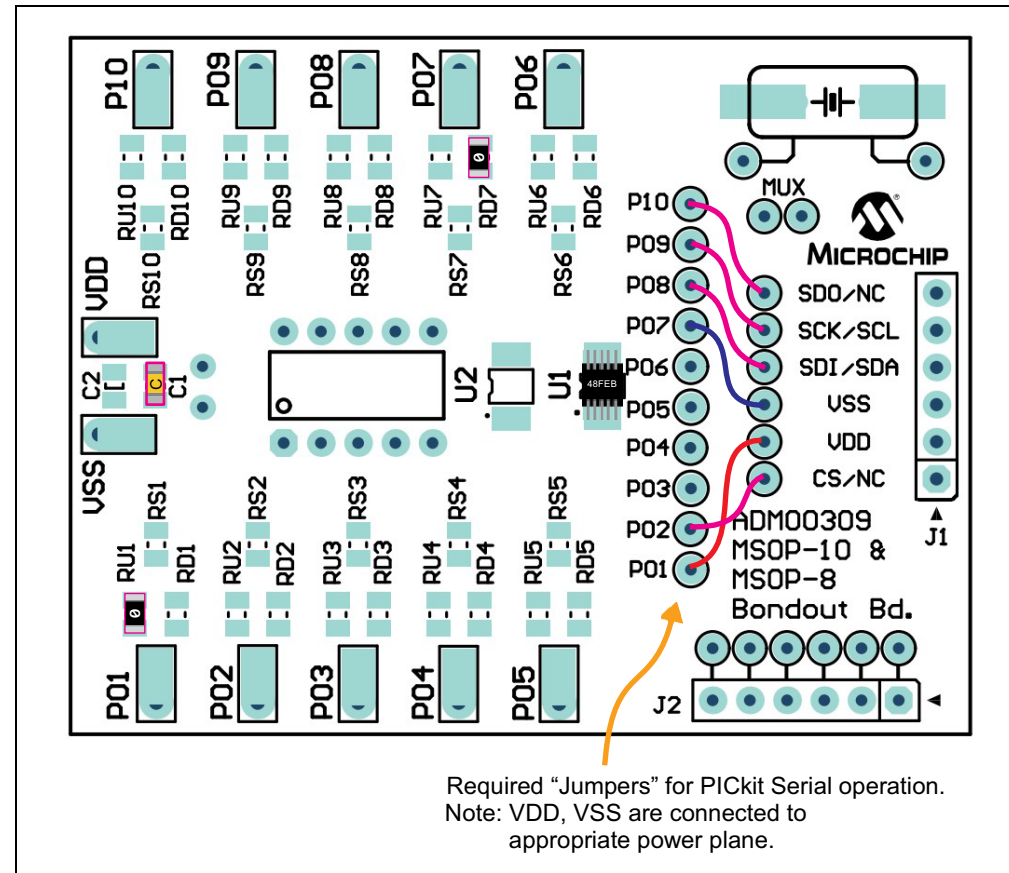 P10 P09 P08 P07 P06
0
RU10 RD10 RU9 RD9 RU8 RD8 RU7 RD7 RU6 RD6
RS10 RS9 RS8 RS7 RS6
MUX
MICROCHIP
P10
P09
P08
P07
P06
P05
P04
P03
P02
P01
SDO/NC
SCK/SCL
SDI/SDA
VSS
VDD
CS/NC
J1
VDD
C2 C C1
VSS
U2 U1
48FEB
RS1 RS2 RS3 RS4 RS5
RU1 RD1 RU2 RD2 RU3 RD3 RU4 RD4 RU5 RD5
0
P01 P02 P03 P04 P05
ADM00309
MSOP-10 &
MSOP-8
Bondout Bd.
J2
Required “Jumpers” for PICkit Serial operation.
Note: VDD, VSS are connected to
appropriate power plane.